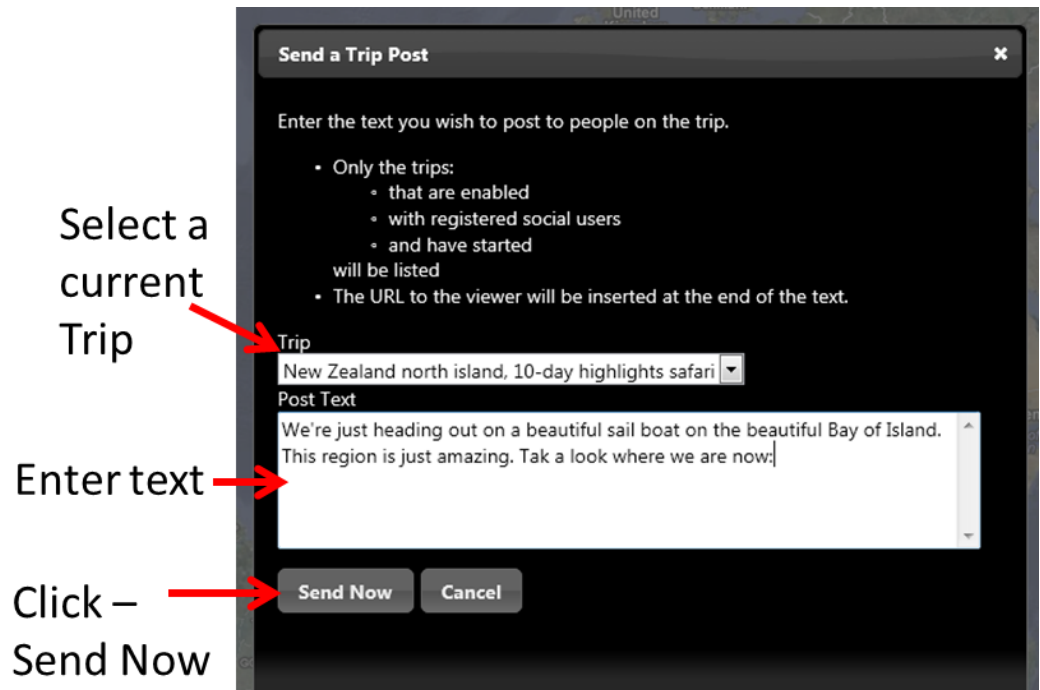 United
Send a Trip Post
Enter the text you wish to post to people on the trip.
• Only the trips:
◦ that are enabled
◦ with registered social users
◦ and have started
will be listed
• The URL to the viewer will be inserted at the end of the text.
Select a
current
Trip
Trip
New Zealand north island, 10-day highlights safari
Post Text
We're just heading out on a beautiful sail boat on the beautiful Bay of Island.
This region is just amazing. Tak a look where we are now:
Enter text
Send Now Cancel
Click –
Send Now